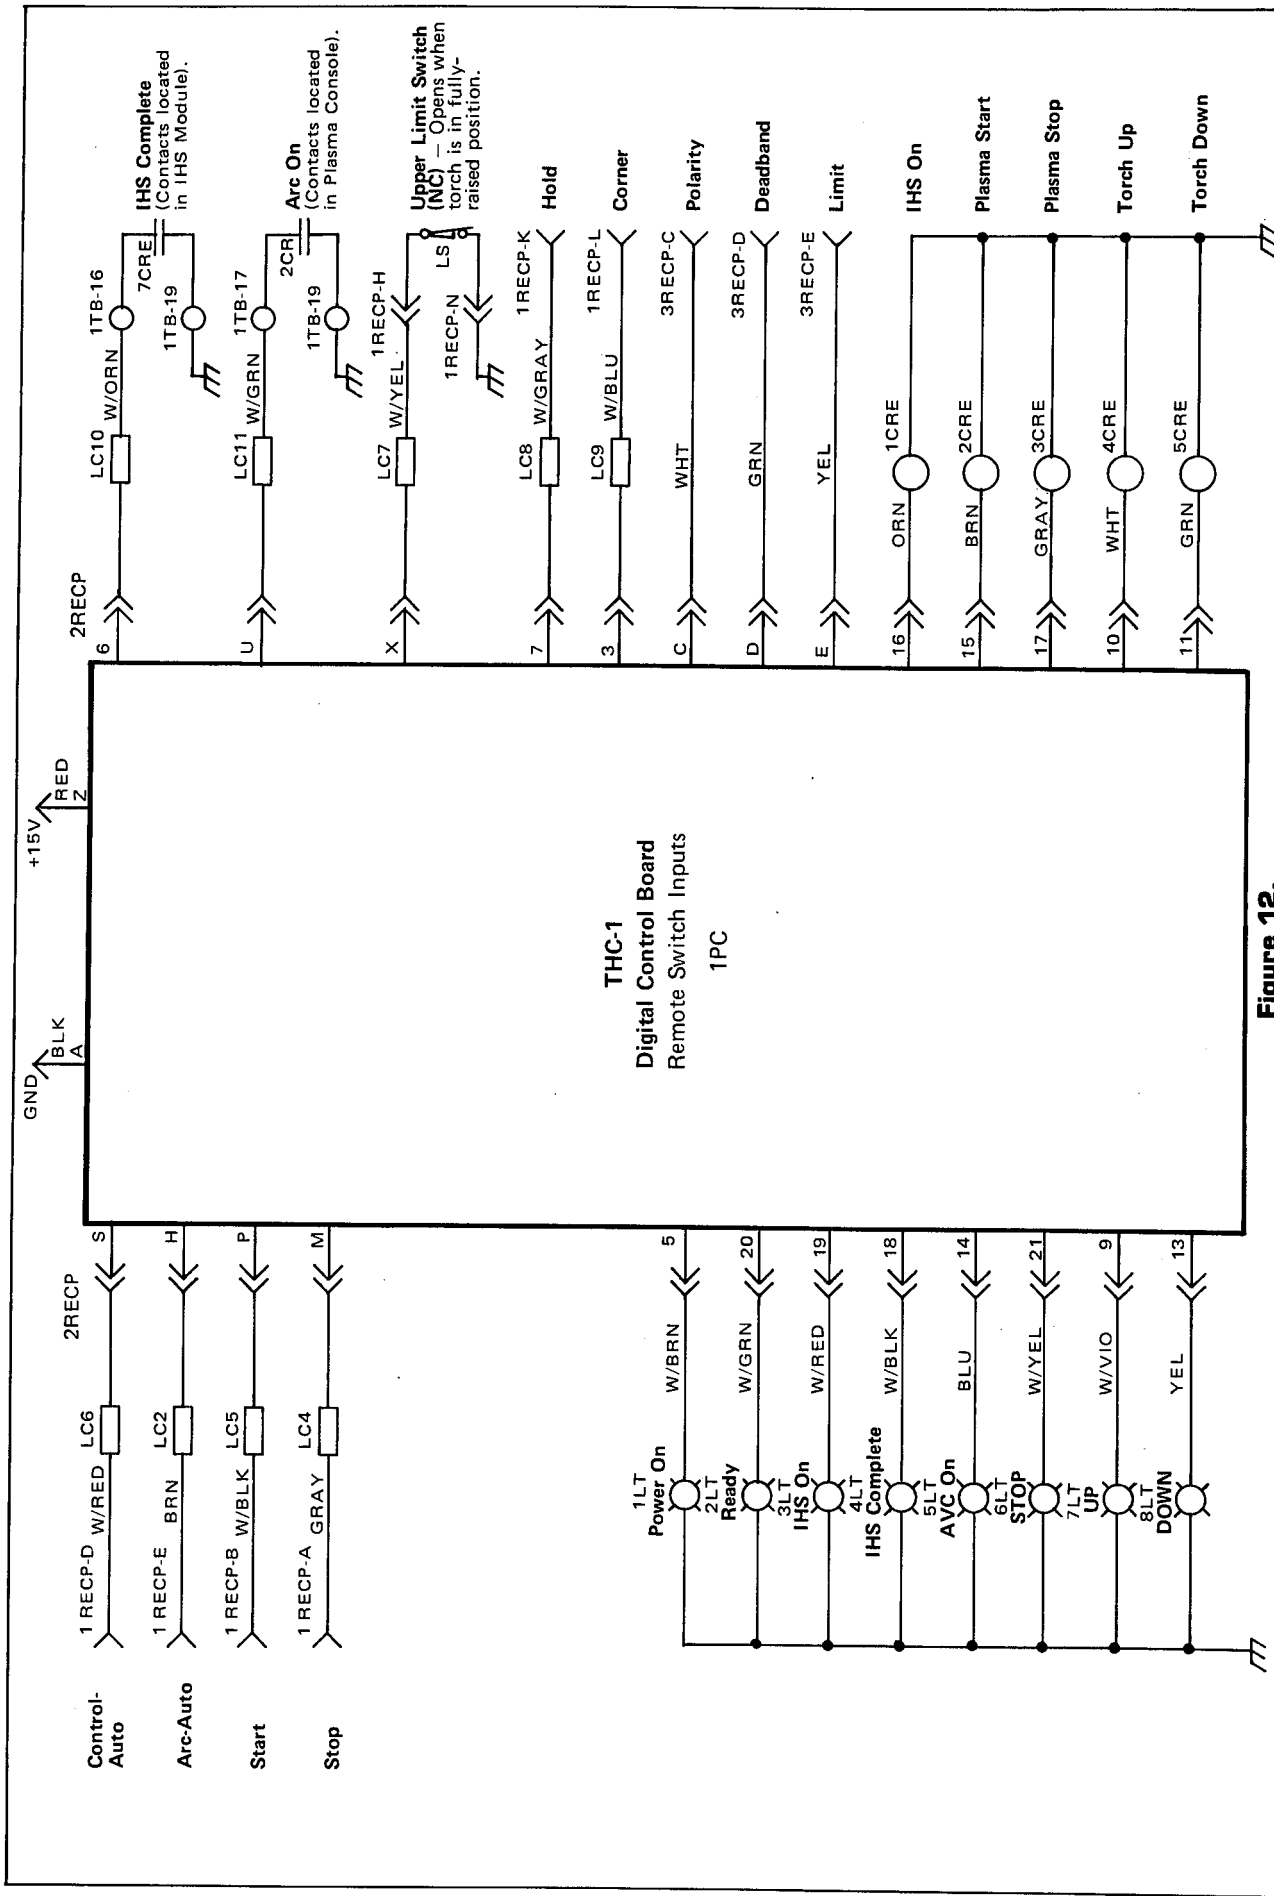 GND
BLK
A
+15V
RED
Z
2RECP
Control-
Auto
1 RECP-D
W/RED
LC6
S
Arc-Auto
1 RECP-E
BRN
LC2
H
Start
1 RECP-B
W/BLK
LC5
P
Stop
1 RECP-A
GRAY
LC4
M
1LT
Power On
W/BRN
5
2LT
Ready
W/GRN
20
3LT
IHS On
W/RED
19
4LT
IHS Complete
W/BLK
18
5LT
AVC On
BLU
14
6LT
STOP
W/YEL
21
7LT
UP
W/VIO
9
8LT
DOWN
YEL
13
THC-1
Digital Control Board
Remote Switch Inputs
1PC
2RECP
6
LC10
W/ORN
1TB-16
7CRE
1TB-19
IHS Complete
(Contacts located
in IHS Module).
U
LC11
W/GRN
1TB-17
2CR
1TB-19
Arc On
(Contacts located
in Plasma Console).
X
LC7
W/YEL
1RECP-H
LS
1RECP-N
Upper Limit Switch
(NC) – Opens when
torch is in fully-
raised position.
7
LC8
W/GRAY
1RECP-K
Hold
3
LC9
W/BLU
1RECP-L
Corner
C
WHT
3RECP-C
Polarity
D
GRN
3RECP-D
Deadband
E
YEL
3RECP-E
Limit
16
ORN
1CRE
IHS On
15
BRN
2CRE
Plasma Start
17
GRAY
3CRE
Plasma Stop
10
WHT
4CRE
Torch Up
11
GRN
5CRE
Torch Down
Figure 12.